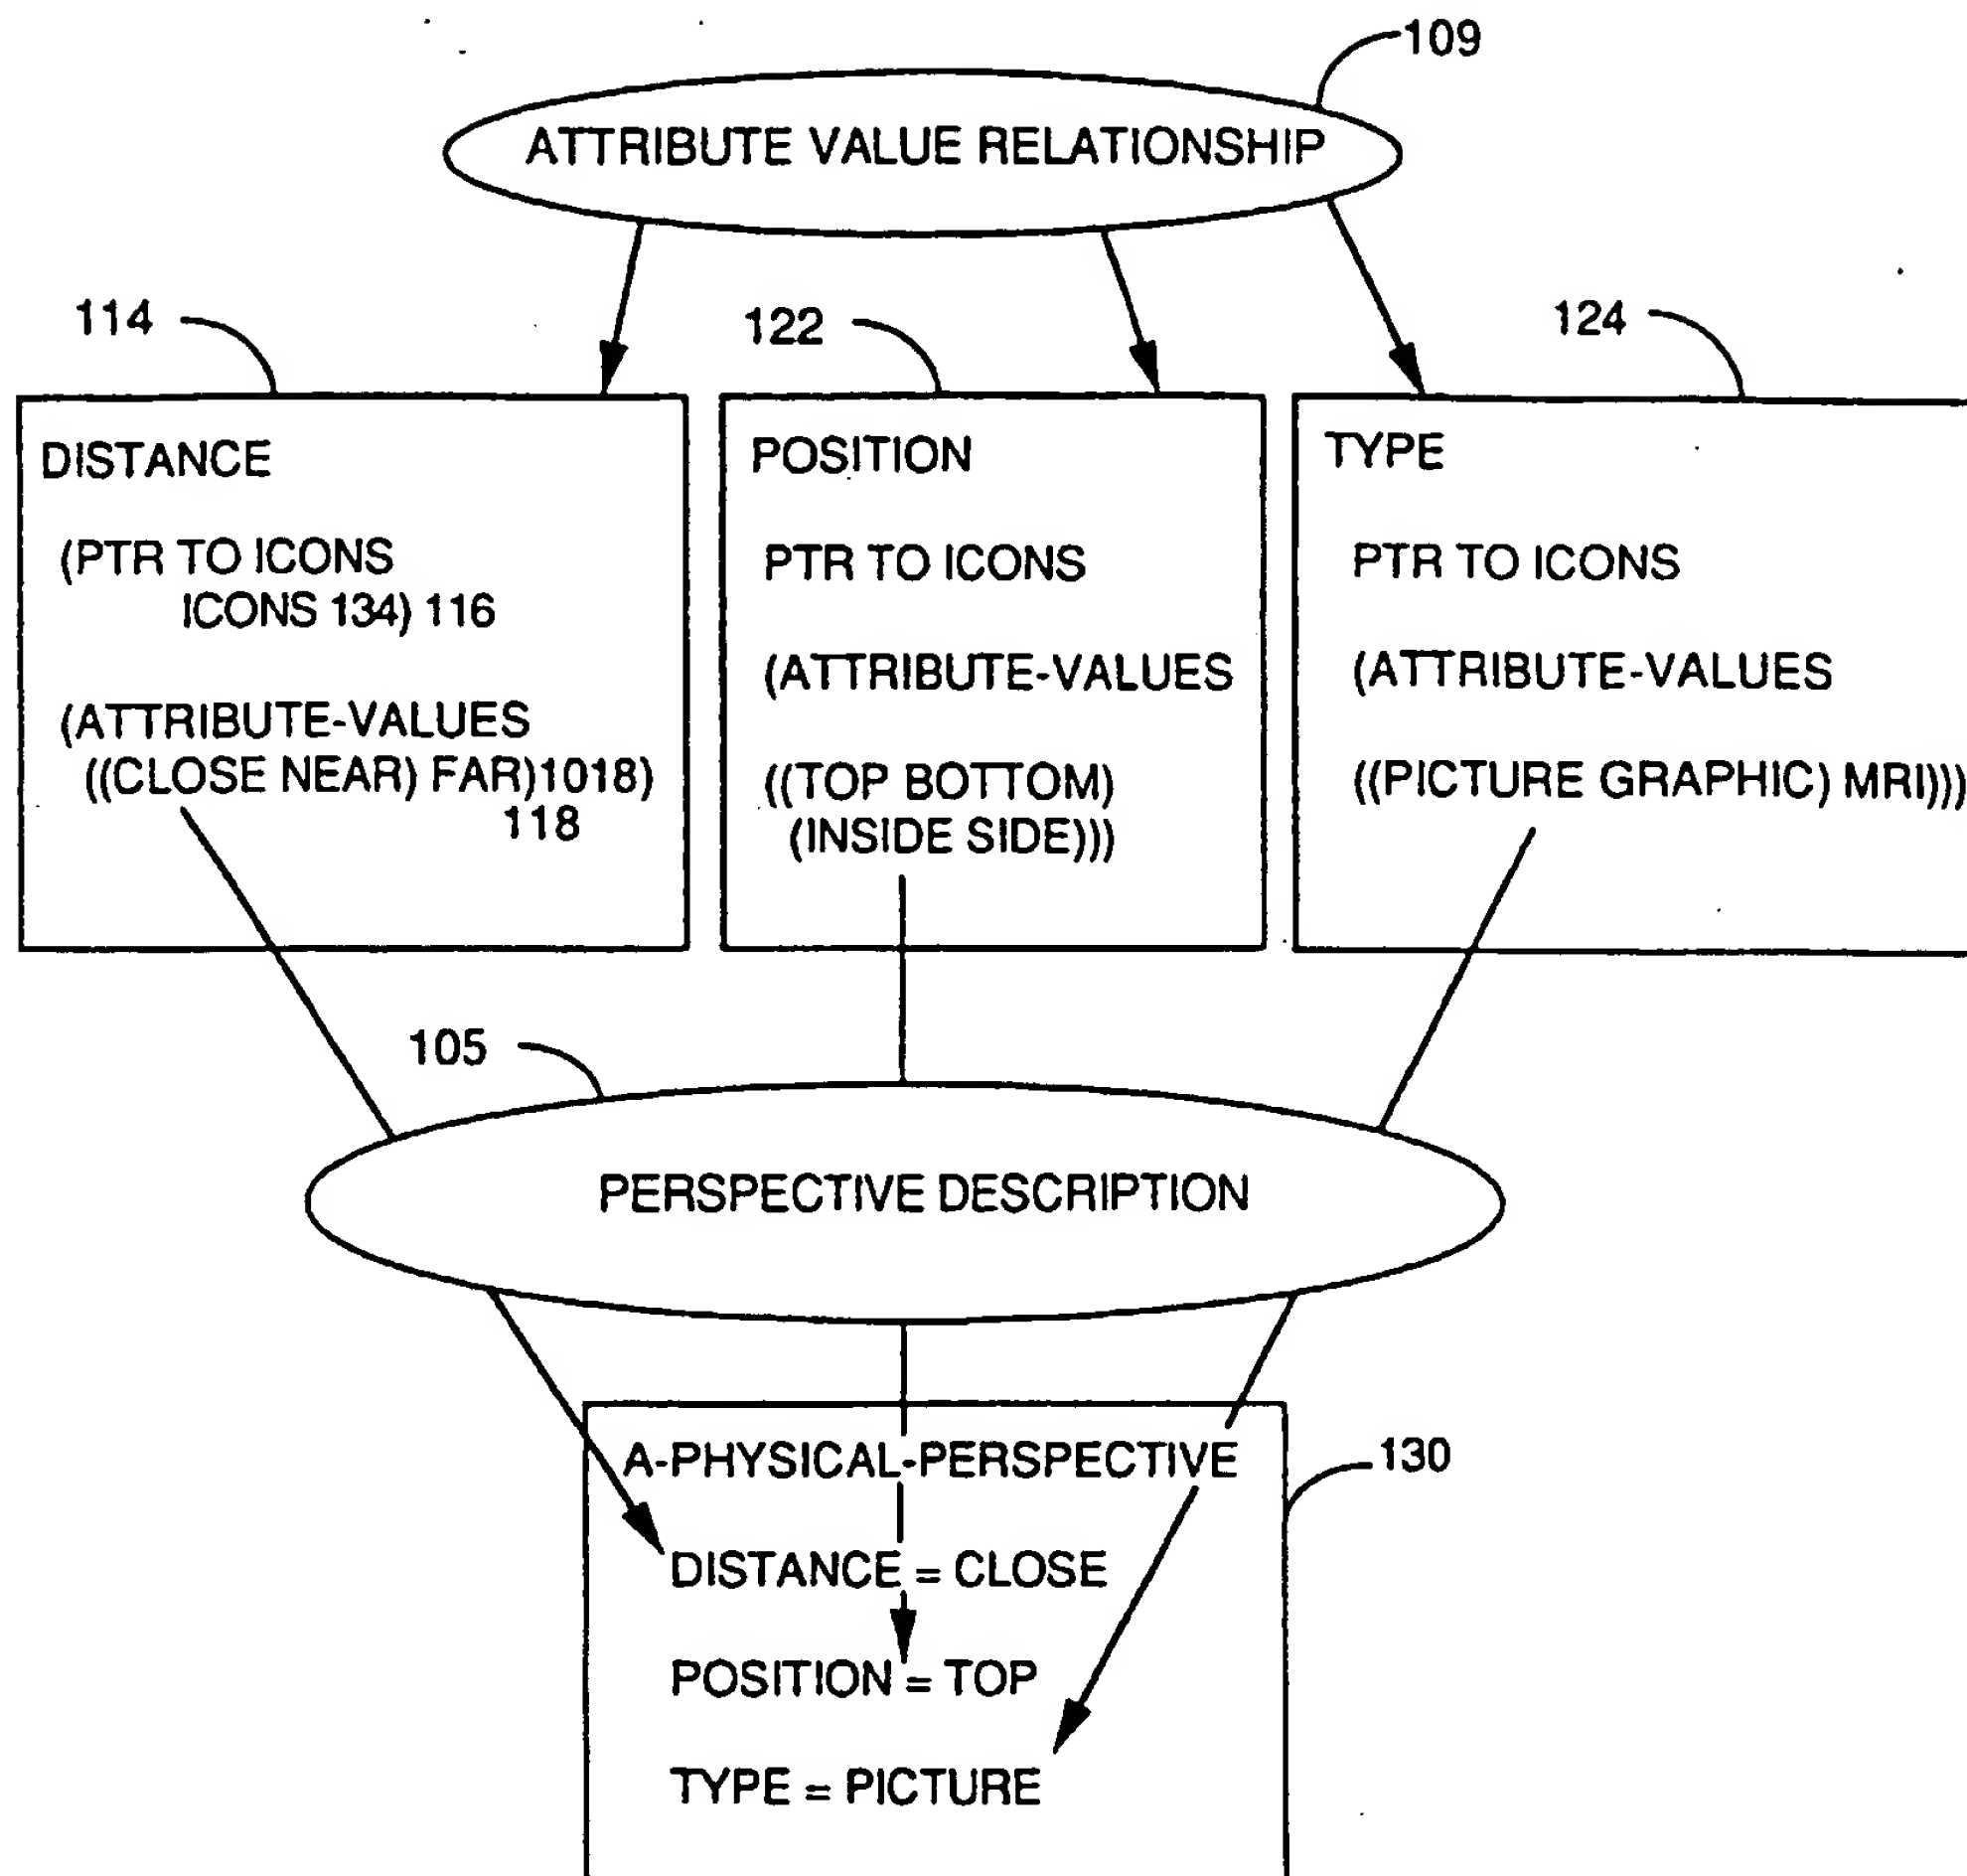 109
ATTRIBUTE VALUE RELATIONSHIP
114
122
124
DISTANCE
(PTR TO ICONS
ICONS 134) 116
(ATTRIBUTE-VALUES
((CLOSE NEAR) FAR)1018)
118
POSITION
PTR TO ICONS
(ATTRIBUTE-VALUES
((TOP BOTTOM)
(INSIDE SIDE)))
TYPE
PTR TO ICONS
(ATTRIBUTE-VALUES
((PICTURE GRAPHIC) MRI)))
105
PERSPECTIVE DESCRIPTION
130
A-PHYSICAL-PERSPECTIVE
DISTANCE = CLOSE
POSITION = TOP
TYPE = PICTURE